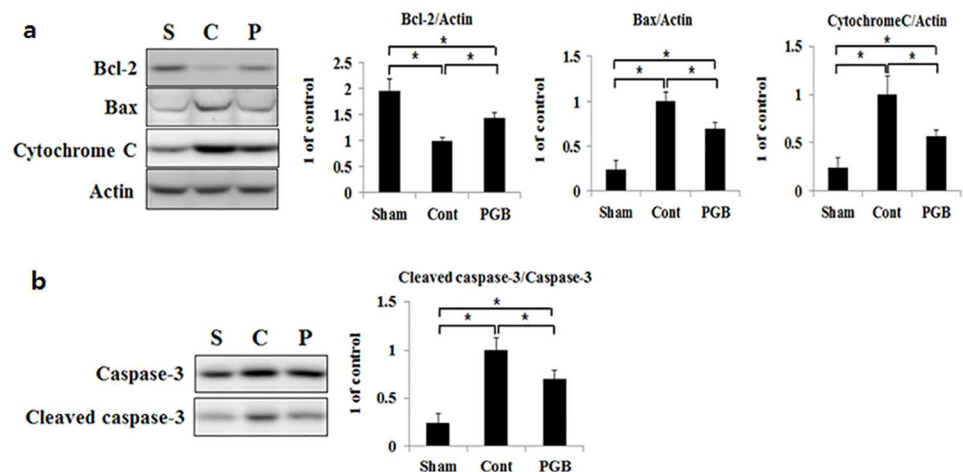 a
S C P
Bcl-2
Bax
Cytochrome C
Actin
Bcl-2/Actin
* * *
1 of control
2.5
2
1.5
1
0.5
0
Sham Cont PGB
Bax/Actin
* * *
1 of control
1.5
1
0.5
0
Sham Cont PGB
CytochromeC/Actin
* * *
1 of control
1.5
1
0.5
0
Sham Cont PGB
b
S C P
Caspase-3
Cleaved caspase-3
Cleaved caspase-3/Caspase-3
* * *
1 of control
1.5
1
0.5
0
Sham Cont PGB